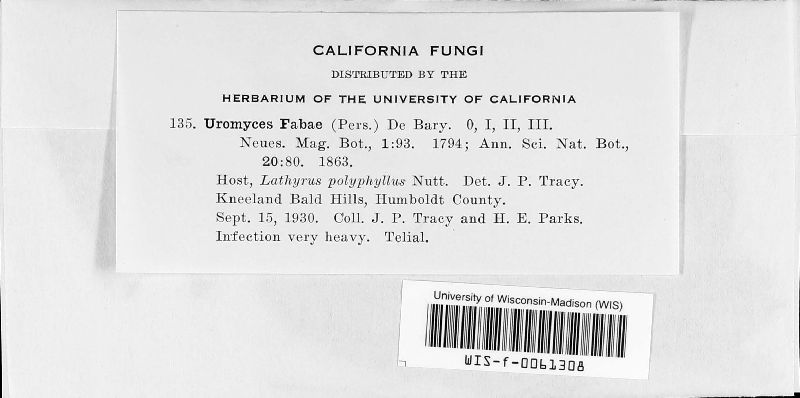 CALIFORNIA FUNGI
DISTRIBUTED BY THE
HERBARIUM OF THE UNIVERSITY OF CALIFORNIA
135. Uromyces Fabae (Pers.) De Bary. 0, I, II, III.
Neues. Mag. Bot., 1:93. 1794; Ann. Sci. Nat. Bot.,
20:80. 1863.
Host, Lathyrus polyphyllus Nutt. Det. J. P. Tracy.
Kneeland Bald Hills, Humboldt County.
Sept. 15, 1930. Coll. J. P. Tracy and H. E. Parks.
Infection very heavy. Telial.
University of Wisconsin-Madison (WIS)
WIS-f-0061308